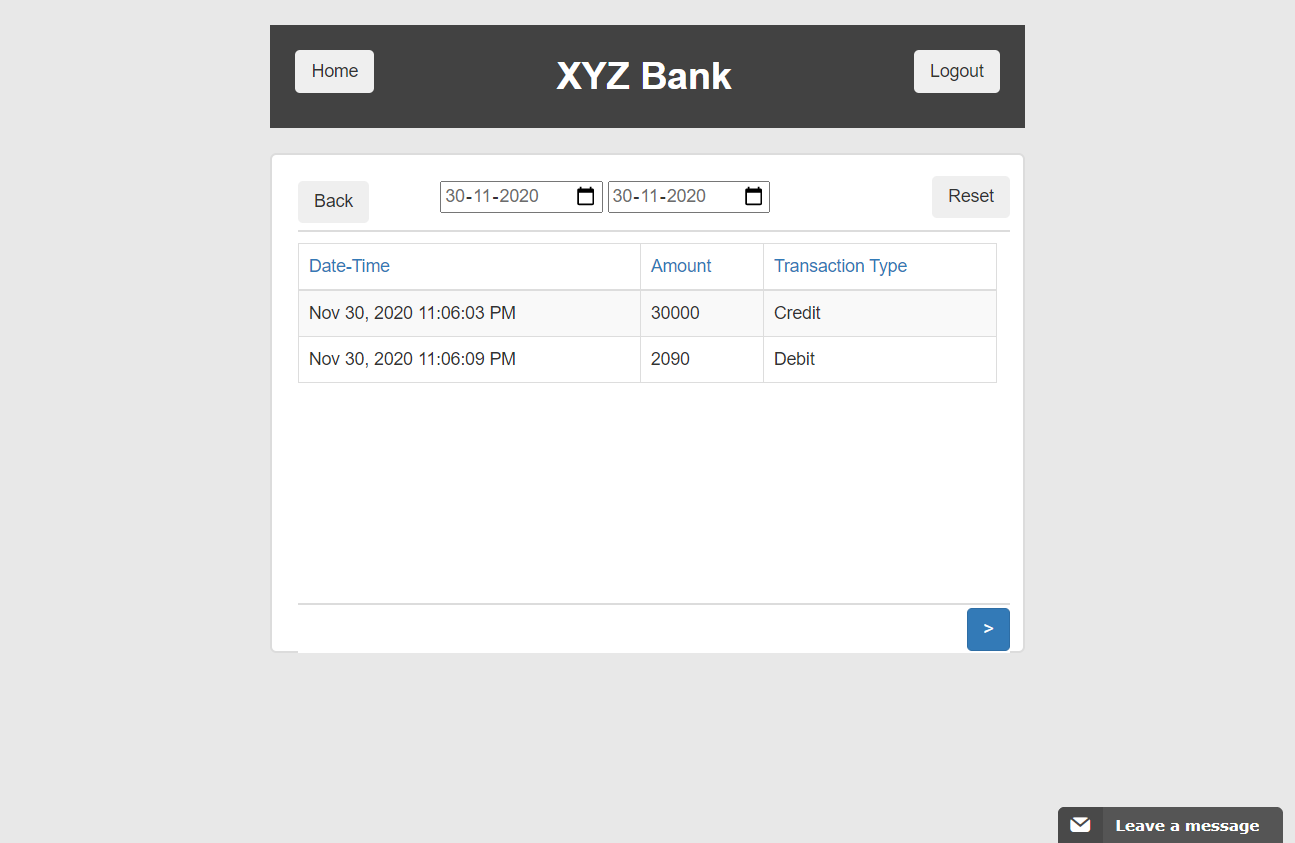 Home XYZ Bank Logout
Back 30-11-2020 30-11-2020 Reset
Date-Time Amount Transaction Type
Nov 30, 2020 11:06:03 PM 30000 Credit
Nov 30, 2020 11:06:09 PM 2090 Debit
>
Leave a message